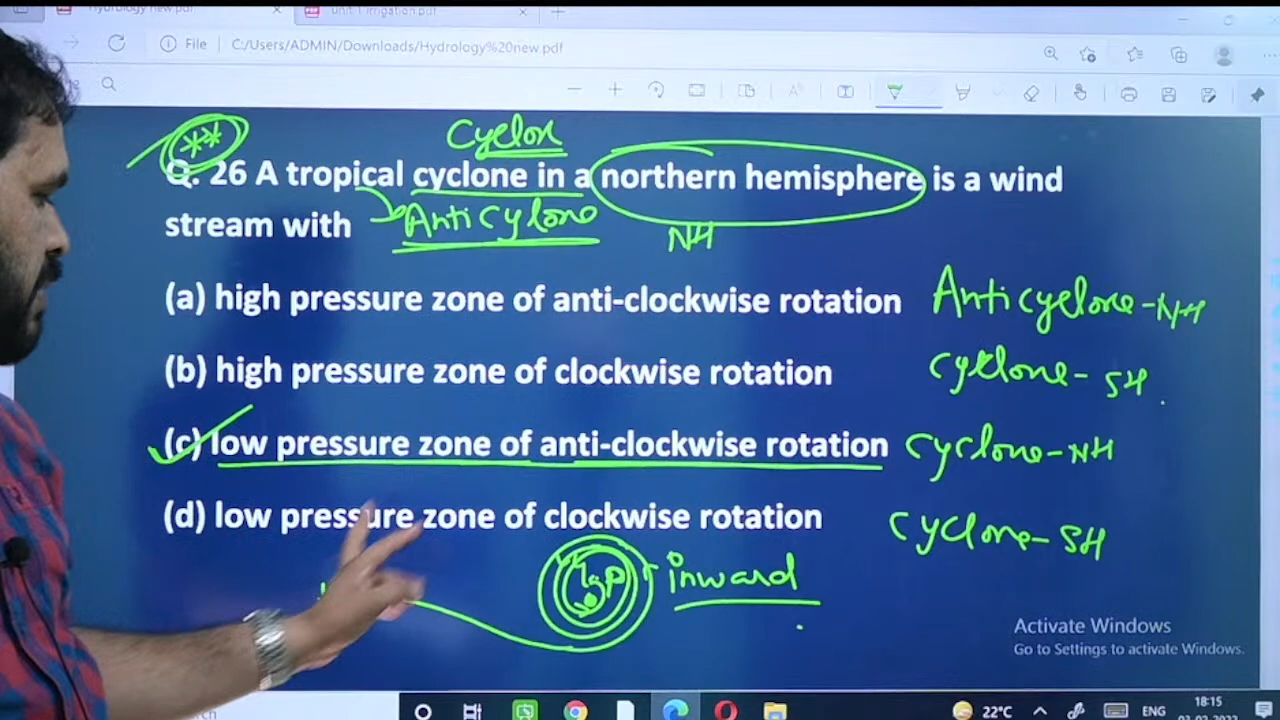 Hydrology new.pdf
unit 1 irrigation.pdf
File C:/Users/ADMIN/Downloads/Hydrology%20new.pdf
Cyclon
**
Q. 26 A tropical cyclone in a northern hemisphere is a wind
stream with
Anticylone
NH
(a) high pressure zone of anti-clockwise rotation
Anticyclone-NH
(b) high pressure zone of clockwise rotation
cyclone- SH
(c) low pressure zone of anti-clockwise rotation
cyclone-NH
(d) low pressure zone of clockwise rotation
cyclone-SH
inward
Activate Windows
Go to Settings to activate Windows.
22°C
ENG
18:15